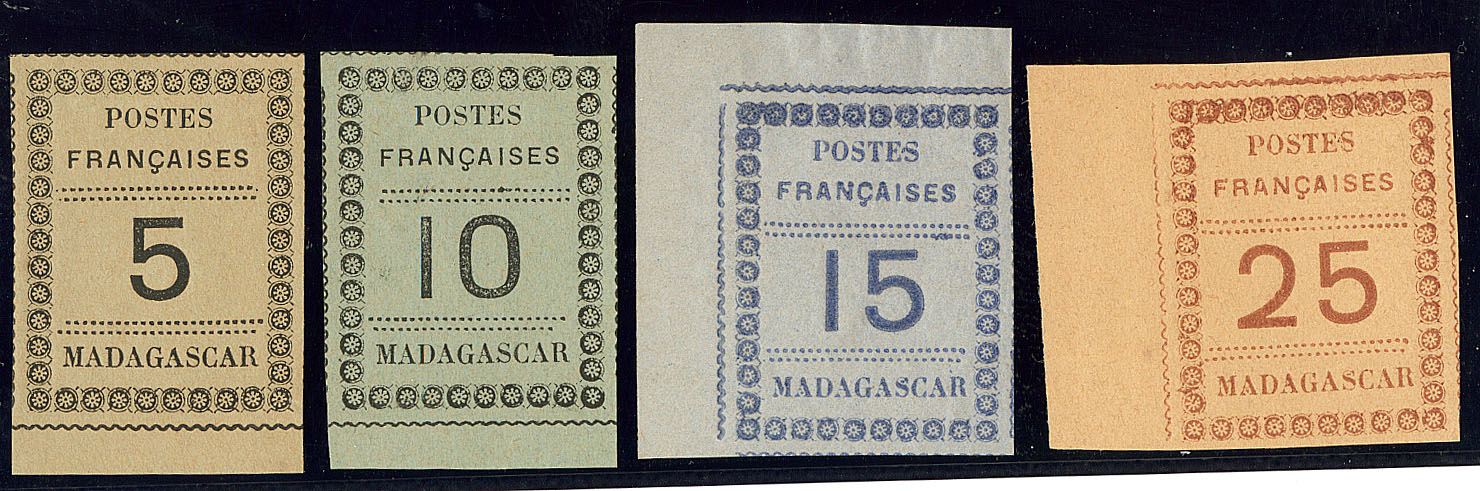 POSTES
FRANÇAISES
5
MADAGASCAR
POSTES
FRANÇAISES
10
MADAGASCAR
POSTES
FRANÇAISES
15
MADAGASCAR
POSTES
FRANÇAISES
25
MADAGASCAR